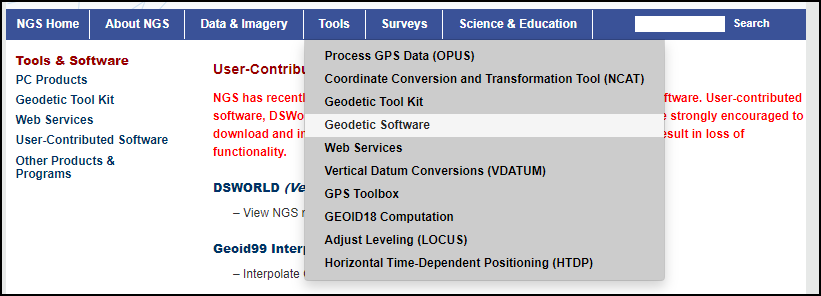 NGS Home About NGS Data & Imagery Tools Surveys Science & Education Search
Tools & Software
PC Products
Geodetic Tool Kit
Web Services
User-Contributed Software
Other Products &
Programs
Process GPS Data (OPUS)
Coordinate Conversion and Transformation Tool (NCAT)
Geodetic Tool Kit
Geodetic Software
Web Services
Vertical Datum Conversions (VDATUM)
GPS Toolbox
GEOID18 Computation
Adjust Leveling (LOCUS)
Horizontal Time-Dependent Positioning (HTDP)
User-Contribu
NGS has recent ftware. User-contributed
software, DSWo e strongly encouraged to
download and in esult in loss of
functionality.
DSWORLD (Ve
– View NGS
Geoid99 Interp
– Interpolate